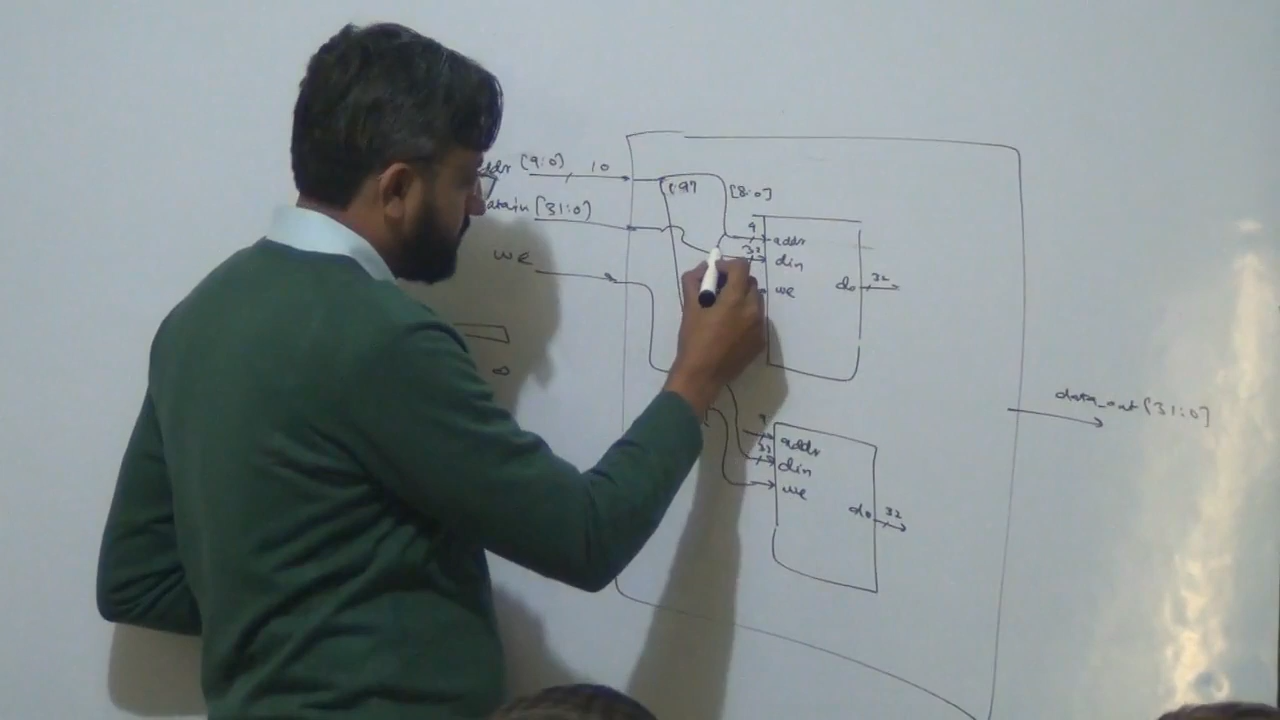 addr [9:0] 10
datain [31:0]
we
[8:0]
9
addr
32
din
we
do 32
9
addr
32
din
we
do 32
data_out [31:0]